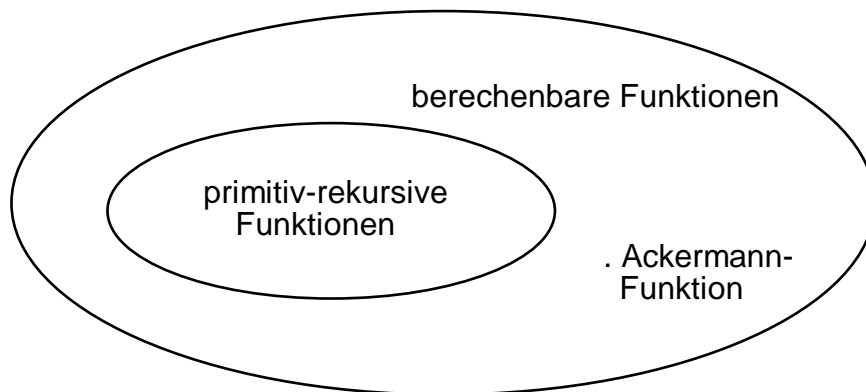 berechenbare Funktionen
primitiv-rekursive
Funktionen
. Ackermann-
Funktion